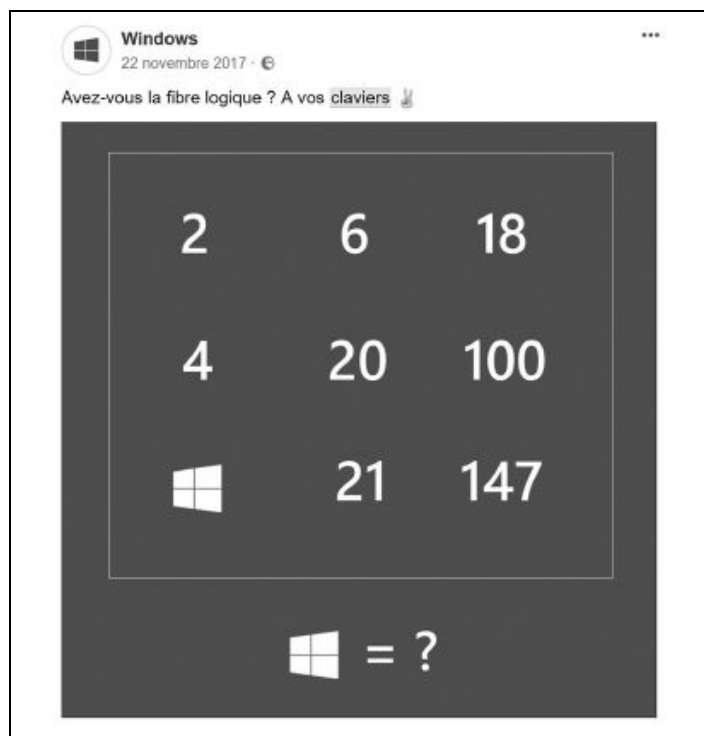 Windows
22 novembre 2017 ·
Avez-vous la fibre logique ? A vos claviers ✌
2 6 18
4 20 100
21 147
= ?